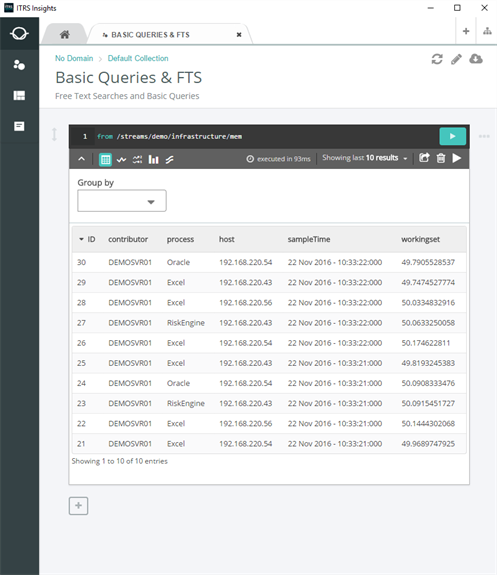 ITRS Insights
BASIC QUERIES & FTS
No Domain > Default Collection
Basic Queries & FTS
Free Text Searches and Basic Queries
1 from /streams/demo/infrastructure/mem
executed in 93ms Showing last 10 results
Group by
ID contributor process host sampleTime workingset
30 DEMOSVR01 Oracle 192.168.220.54 22 Nov 2016 - 10:33:22:000 49.7905528537
29 DEMOSVR01 Excel 192.168.220.43 22 Nov 2016 - 10:33:22:000 49.7474527774
28 DEMOSVR01 Excel 192.168.220.56 22 Nov 2016 - 10:33:22:000 50.0334832916
27 DEMOSVR01 RiskEngine 192.168.220.43 22 Nov 2016 - 10:33:22:000 50.0633250058
26 DEMOSVR01 Excel 192.168.220.54 22 Nov 2016 - 10:33:21:000 50.174622811
25 DEMOSVR01 Excel 192.168.220.43 22 Nov 2016 - 10:33:21:000 49.8193245383
24 DEMOSVR01 Oracle 192.168.220.54 22 Nov 2016 - 10:33:21:000 50.0908333476
23 DEMOSVR01 RiskEngine 192.168.220.43 22 Nov 2016 - 10:33:21:000 50.0915451727
22 DEMOSVR01 Excel 192.168.220.56 22 Nov 2016 - 10:33:21:000 50.1444302068
21 DEMOSVR01 Excel 192.168.220.54 22 Nov 2016 - 10:33:21:000 49.9689747925
Showing 1 to 10 of 10 entries